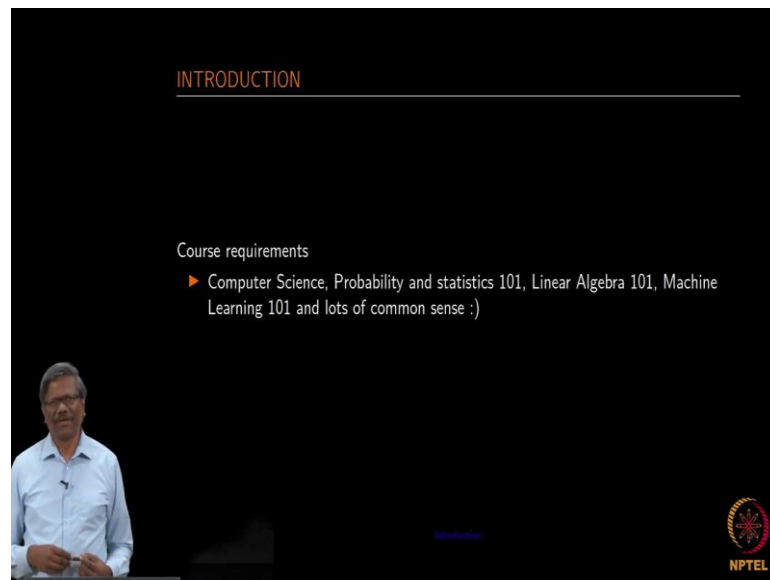 INTRODUCTION
Course requirements
▶ Computer Science, Probability and statistics 101, Linear Algebra 101, Machine
Learning 101 and lots of common sense :)
Introduction
NPTEL